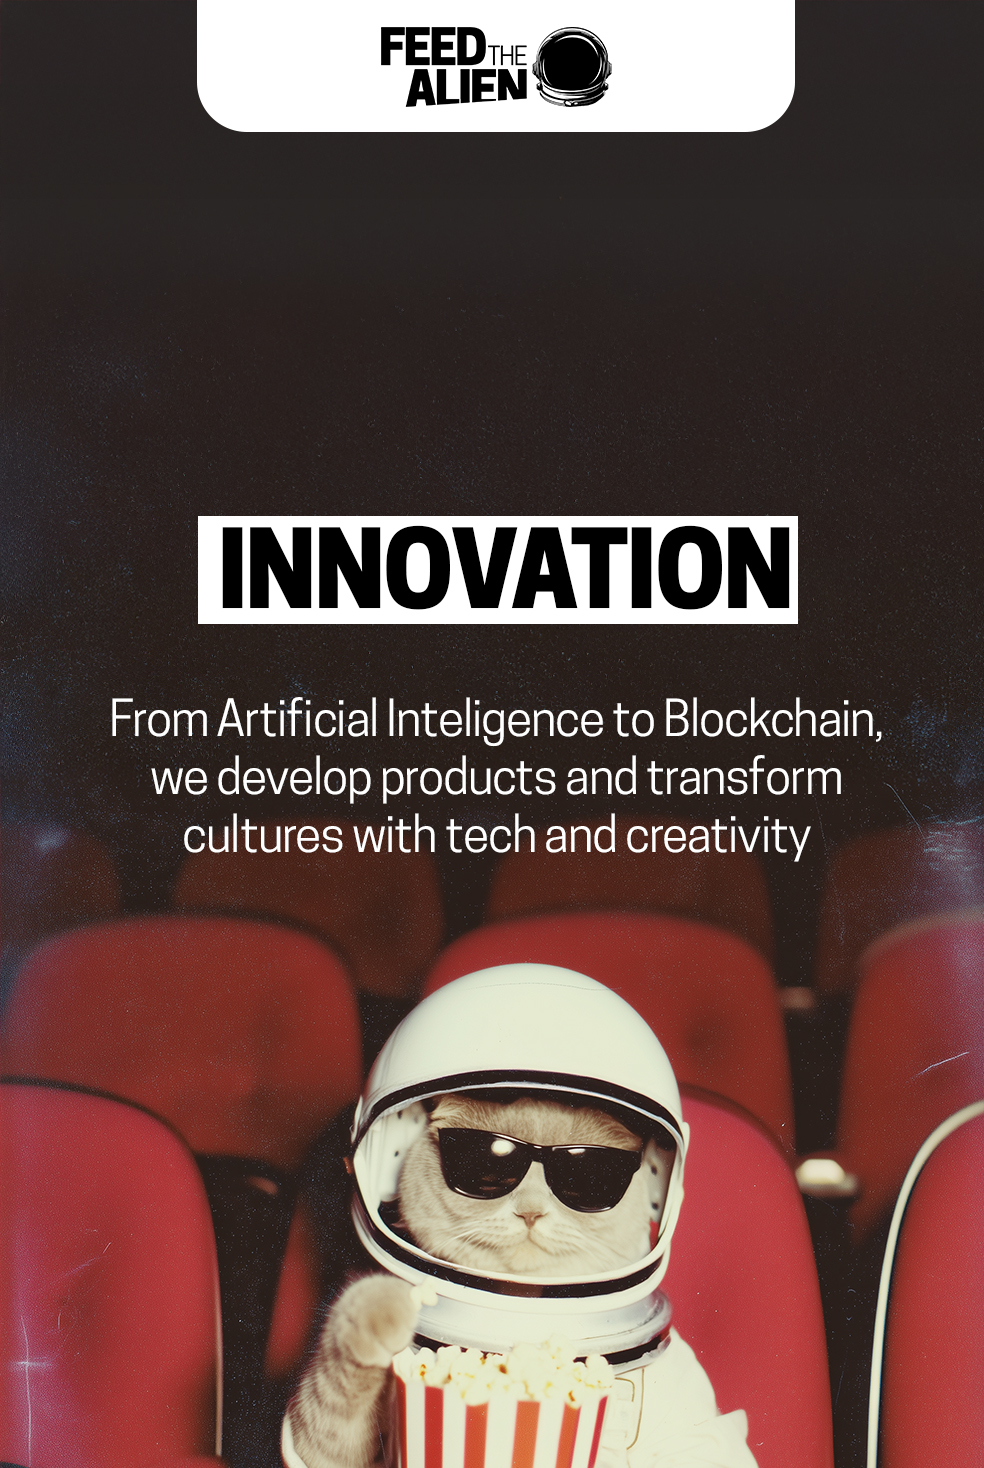 FEED THE
ALIEN
INNOVATION
From Artificial Inteligence to Blockchain,
we develop products and transform
cultures with tech and creativity